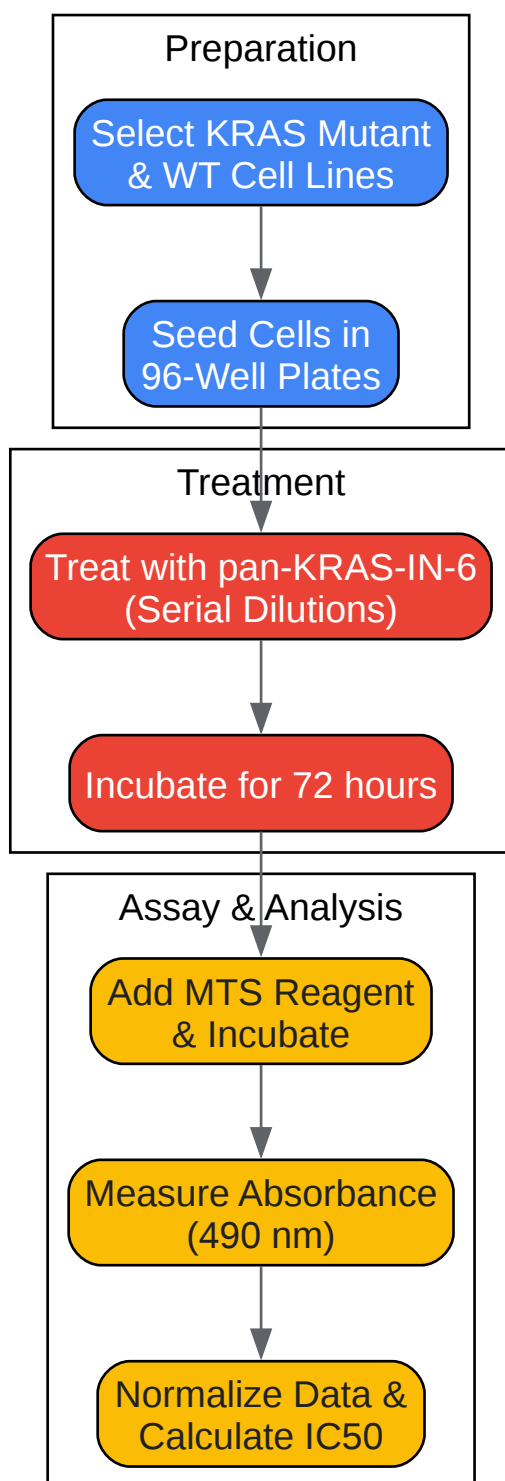 Preparation
Select KRAS Mutant
& WT Cell Lines
Seed Cells in
96-Well Plates
Treatment
Treat with pan-KRAS-IN-6
(Serial Dilutions)
Incubate for 72 hours
Assay & Analysis
Add MTS Reagent
& Incubate
Measure Absorbance
(490 nm)
Normalize Data &
Calculate IC50